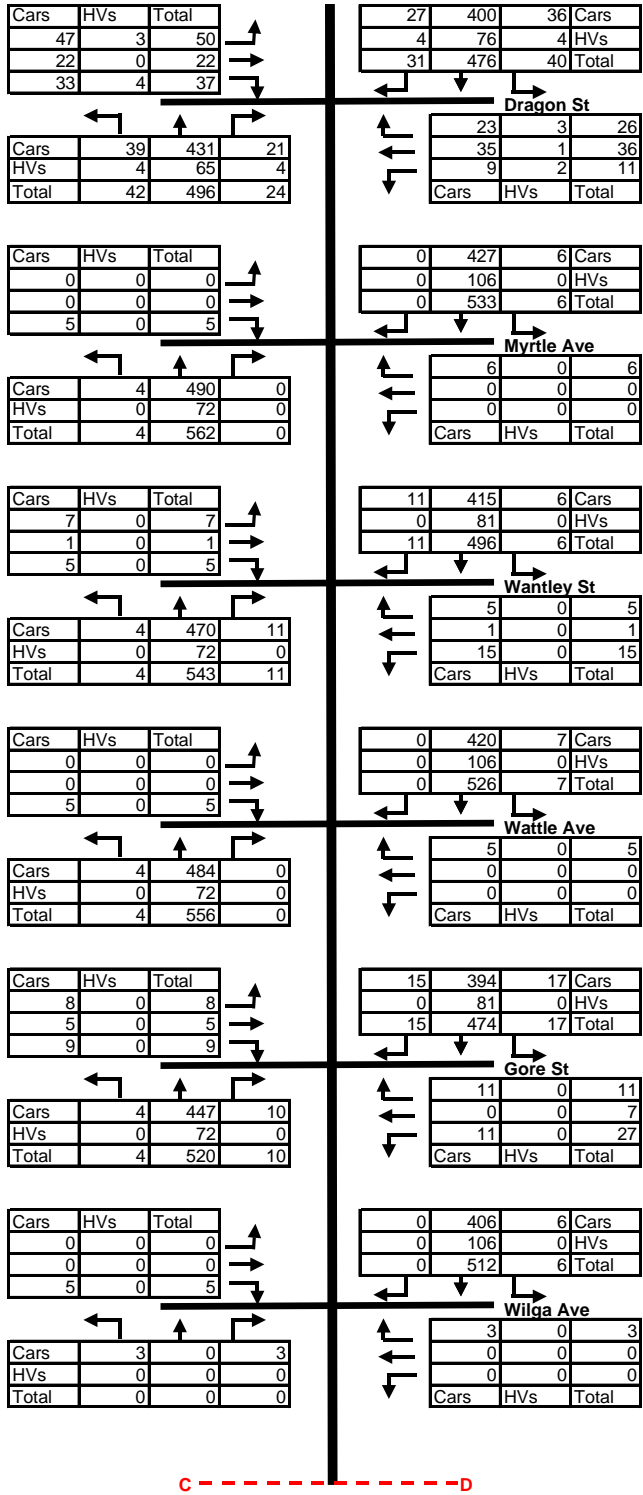 Cars HVs Total
47 3 50
22 0 22
33 4 37
27 400 36 Cars
4 76 4 HVs
31 476 40 Total
Dragon St
Cars 39 431 21
HVs 4 65 4
Total 42 496 24
23 3 26
35 1 36
9 2 11
Cars HVs Total
Cars HVs Total
0 0 0
0 0 0
5 0 5
0 427 6 Cars
0 106 0 HVs
0 533 6 Total
Myrtle Ave
Cars 4 490 0
HVs 0 72 0
Total 4 562 0
6 0 6
0 0 0
0 0 0
Cars HVs Total
Cars HVs Total
7 0 7
1 0 1
5 0 5
11 415 6 Cars
0 81 0 HVs
11 496 6 Total
Wantley St
Cars 4 470 11
HVs 0 72 0
Total 4 543 11
5 0 5
1 0 1
15 0 15
Cars HVs Total
Cars HVs Total
0 0 0
0 0 0
5 0 5
0 420 7 Cars
0 106 0 HVs
0 526 7 Total
Wattle Ave
Cars 4 484 0
HVs 0 72 0
Total 4 556 0
5 0 5
0 0 0
0 0 0
Cars HVs Total
Cars HVs Total
8 0 8
5 0 5
9 0 9
15 394 17 Cars
0 81 0 HVs
15 474 17 Total
Gore St
Cars 4 447 10
HVs 0 72 0
Total 4 520 10
11 0 11
0 0 7
11 0 27
Cars HVs Total
Cars HVs Total
0 0 0
0 0 0
5 0 5
0 406 6 Cars
0 106 0 HVs
0 512 6 Total
Wilga Ave
Cars 3 0 3
HVs 0 0 0
Total 0 0 0
3 0 3
0 0 0
0 0 0
Cars HVs Total
C D